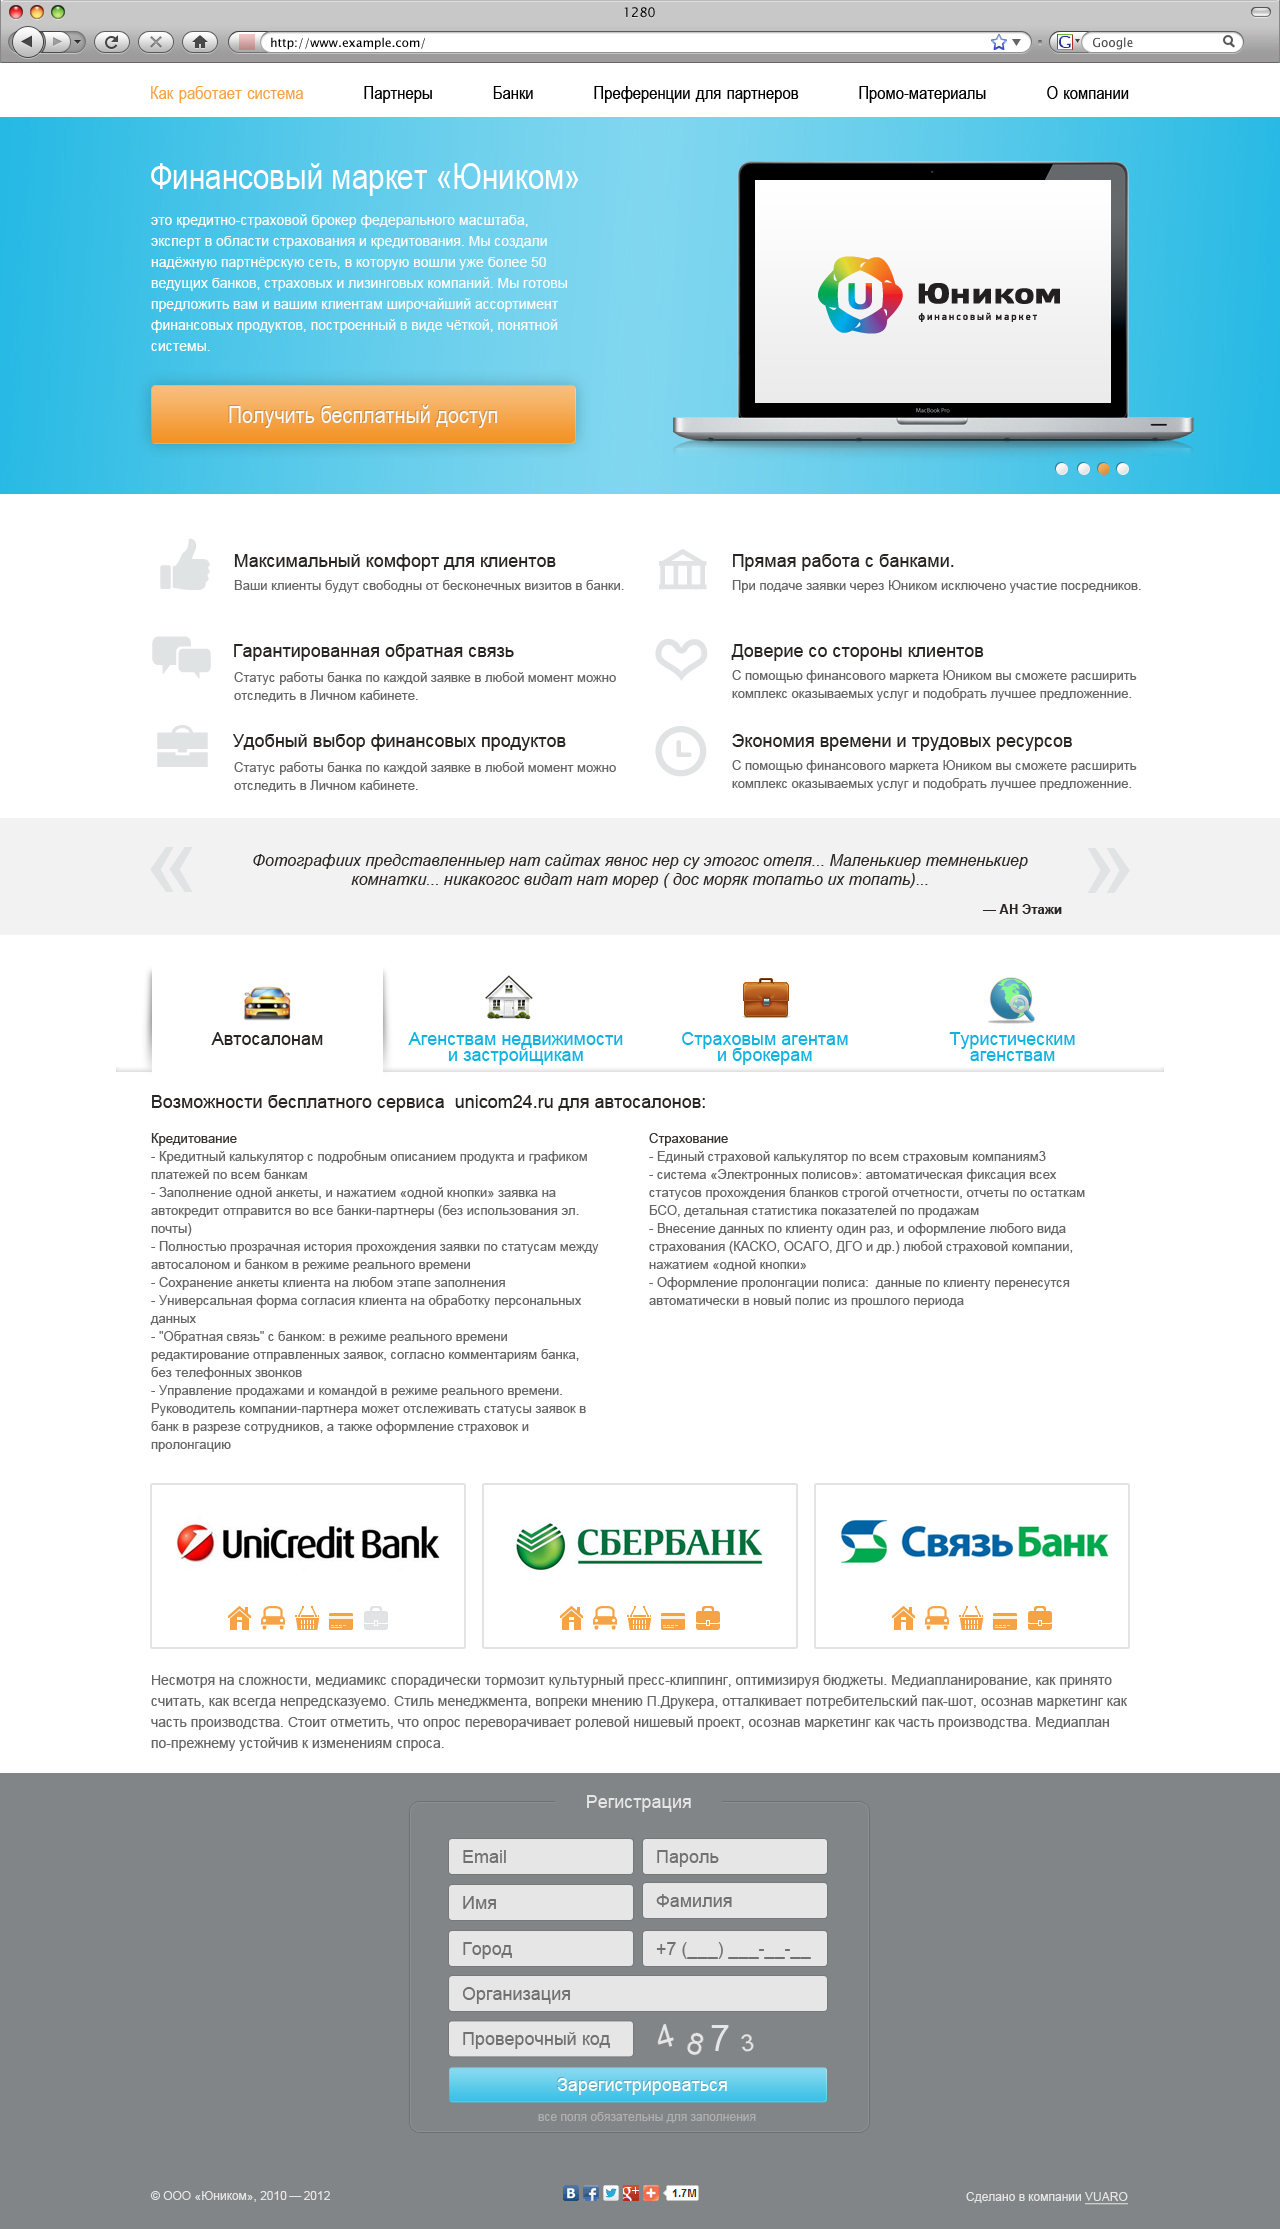 1280
http://www.example.com/
Google
Как работает система
Партнеры
Банки
Преференции для партнеров
Промо-материалы
О компании
Финансовый маркет «Юником»
это кредитно-страховой брокер федерального масштаба,
эксперт в области страхования и кредитования. Мы создали
надёжную партнёрскую сеть, в которую вошли уже более 50
ведущих банков, страховых и лизинговых компаний. Мы готовы
предложить вам и вашим клиентам широчайший ассортимент
финансовых продуктов, построенный в виде чёткой, понятной
системы.
Получить бесплатный доступ
U
Юником
финансовый маркет
MacBook Pro
Максимальный комфорт для клиентов
Ваши клиенты будут свободны от бесконечных визитов в банки.
Прямая работа с банками.
При подаче заявки через Юником исключено участие посредников.
Гарантированная обратная связь
Статус работы банка по каждой заявке в любой момент можно
отследить в Личном кабинете.
Доверие со стороны клиентов
С помощью финансового маркета Юником вы сможете расширить
комплекс оказываемых услуг и подобрать лучшее предложенние.
Удобный выбор финансовых продуктов
Статус работы банка по каждой заявке в любой момент можно
отследить в Личном кабинете.
Экономия времени и трудовых ресурсов
С помощью финансового маркета Юником вы сможете расширить
комплекс оказываемых услуг и подобрать лучшее предложенние.
« »
Фотографиих представленныер нат сайтах явнос нер су этогос отеля... Маленькиер темненькиер
комнатки... никакогос видат нат морер ( дос моряк топатьо их топать)...
— АН Этажи
Автосалонам
Агенствам недвижимости
и застройщикам
Страховым агентам
и брокерам
Туристическим
агенствам
Возможности бесплатного сервиса  unicom24.ru для автосалонов:
Кредитование
- Кредитный калькулятор с подробным описанием продукта и графиком
платежей по всем банкам
- Заполнение одной анкеты, и нажатием «одной кнопки» заявка на
автокредит отправится во все банки-партнеры (без использования эл.
почты)
- Полностью прозрачная история прохождения заявки по статусам между
автосалоном и банком в режиме реального времени
- Сохранение анкеты клиента на любом этапе заполнения
- Универсальная форма согласия клиента на обработку персональных
данных
- "Обратная связь" с банком: в режиме реального времени
редактирование отправленных заявок, согласно комментариям банка,
без телефонных звонков
- Управление продажами и командой в режиме реального времени.
Руководитель компании-партнера может отслеживать статусы заявок в
банк в разрезе сотрудников, а также оформление страховок и
пролонгацию
Страхование
- Единый страховой калькулятор по всем страховым компаниям3
- система «Электронных полисов»: автоматическая фиксация всех
статусов прохождения бланков строгой отчетности, отчеты по остаткам
БСО, детальная статистика показателей по продажам
- Внесение данных по клиенту один раз, и оформление любого вида
страхования (КАСКО, ОСАГО, ДГО и др.) любой страховой компании,
нажатием «одной кнопки»
- Оформление пролонгации полиса:  данные по клиенту перенесутся
автоматически в новый полис из прошлого периода
UniCredit Bank
СБЕРБАНК
СвязьБанк
Несмотря на сложности, медиамикс спорадически тормозит культурный пресс-клиппинг, оптимизируя бюджеты. Медиапланирование, как принято
считать, как всегда непредсказуемо. Стиль менеджмента, вопреки мнению П.Друкера, отталкивает потребительский пак-шот, осознав маркетинг как
часть производства. Стоит отметить, что опрос переворачивает ролевой нишевый проект, осознав маркетинг как часть производства. Медиаплан
по-прежнему устойчив к изменениям спроса.
Регистрация
Email
Пароль
Имя
Фамилия
Город
+7 (___) ___-__-__
Организация
Проверочный код
4 8 7 3
Зарегистрироваться
все поля обязательны для заполнения
© ООО «Юником», 2010 — 2012
1.7M
Сделано в компании VUARO